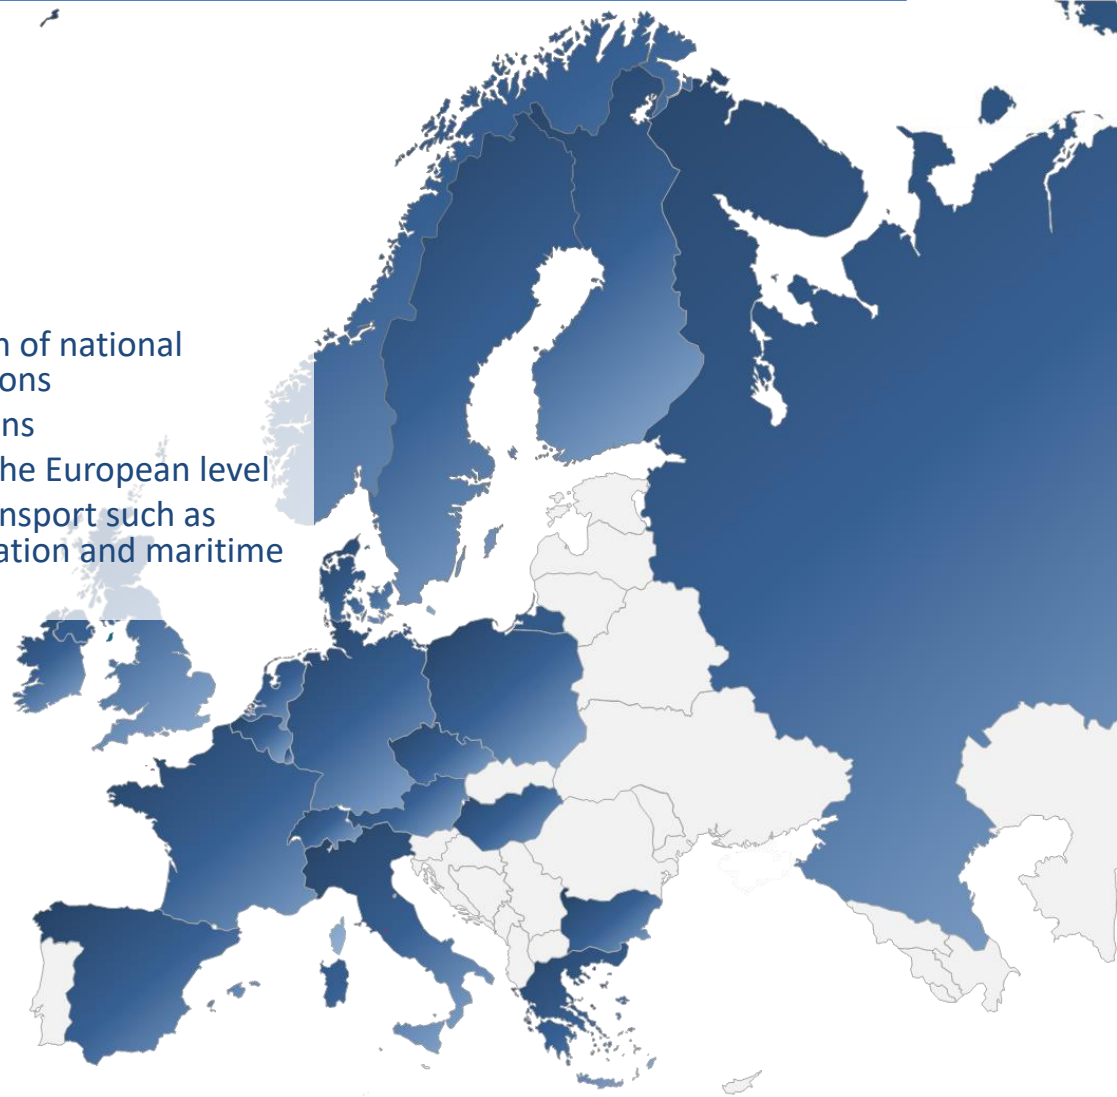 n of national
ons
ns
he European level
nsport such as
ation and maritime